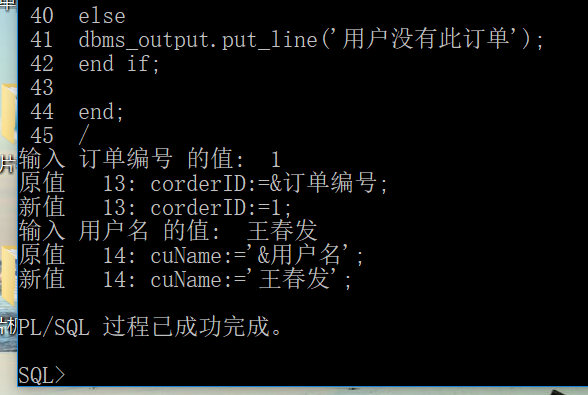 40 else
41 dbms_output.put_line('用户没有此订单');
42 end if;
43
44 end;
45 /
输入 订单编号 的值: 1
原值 13: corderID:=&订单编号;
新值 13: corderID:=1;
输入 用户名 的值: 王春发
原值 14: cuName:='&用户名';
新值 14: cuName:='王春发';
PL/SQL 过程已成功完成。
SQL>